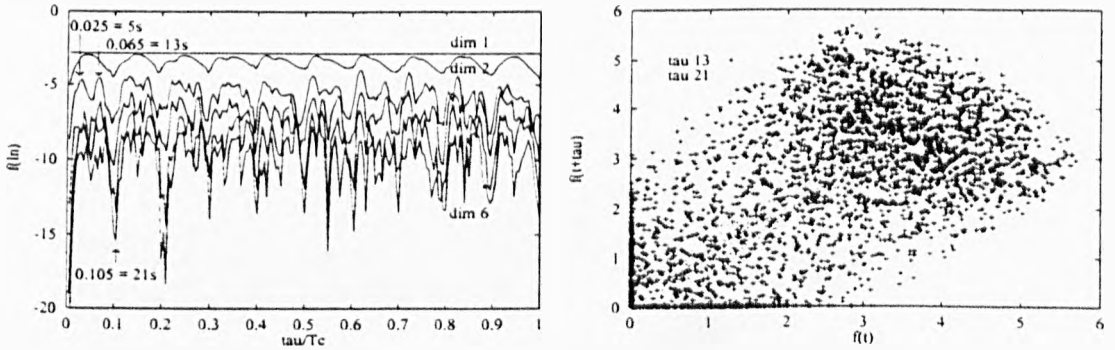 0.025 = 5s
0.065 = 13s
dim 1
dim 2
dim 6
0.105 = 21s
0
-5
-10
-15
-20
f(ln)
0 0.1 0.2 0.3 0.4 0.5 0.6 0.7 0.8 0.9 1
tau/Tc
tau 13
tau 21
6
5
4
3
2
1
0
f(t+tau)
0 1 2 3 4 5 6
f(t)